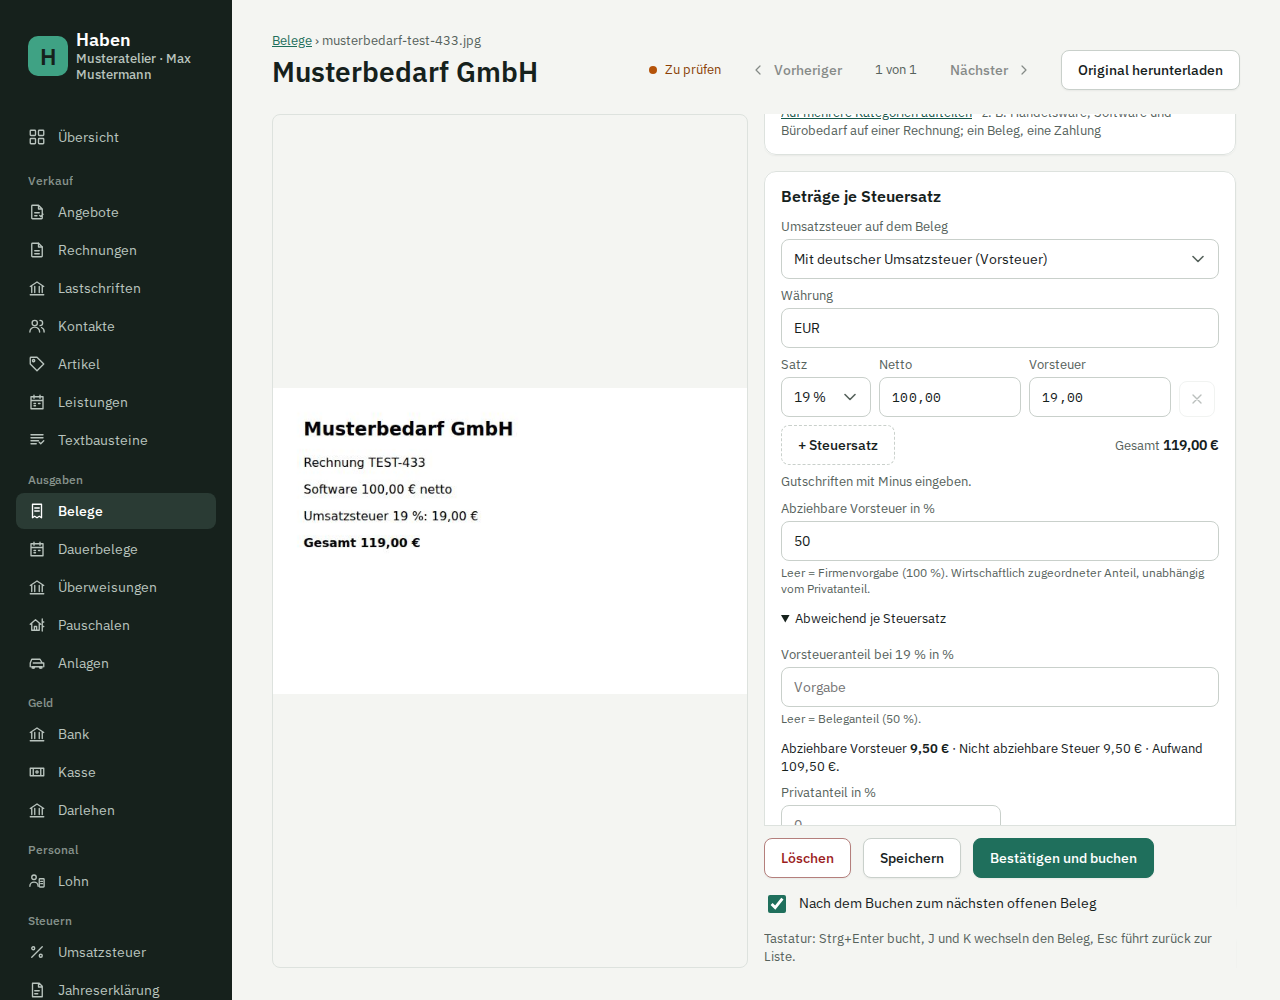 H
Haben
Musteratelier · Max
Mustermann
Übersicht
Verkauf
Angebote
Rechnungen
Lastschriften
Kontakte
Artikel
Leistungen
Textbausteine
Ausgaben
Belege
Dauerbelege
Überweisungen
Pauschalen
Anlagen
Geld
Bank
Kasse
Darlehen
Personal
Lohn
Steuern
Umsatzsteuer
Jahreserklärung
Belege › musterbedarf-test-433.jpg
Musterbedarf GmbH
Zu prüfen
Vorheriger
1 von 1
Nächster
Original herunterladen
Musterbedarf GmbH
Rechnung TEST-433
Software 100,00 € netto
Umsatzsteuer 19 %: 19,00 €
Gesamt 119,00 €
Auf mehrere Kategorien aufteilen z. B. Handelsware, Software und
Bürobedarf auf einer Rechnung; ein Beleg, eine Zahlung
Beträge je Steuersatz
Umsatzsteuer auf dem Beleg
Mit deutscher Umsatzsteuer (Vorsteuer)
Währung
EUR
Satz Netto Vorsteuer
19 % 100,00 19,00
+ Steuersatz Gesamt 119,00 €
Gutschriften mit Minus eingeben.
Abziehbare Vorsteuer in %
50
Leer = Firmenvorgabe (100 %). Wirtschaftlich zugeordneter Anteil, unabhängig
vom Privatanteil.
Abweichend je Steuersatz
Vorsteueranteil bei 19 % in %
Vorgabe
Leer = Beleganteil (50 %).
Abziehbare Vorsteuer 9,50 € · Nicht abziehbare Steuer 9,50 € · Aufwand
109,50 €.
Privatanteil in %
0
Löschen
Speichern
Bestätigen und buchen
Nach dem Buchen zum nächsten offenen Beleg
Tastatur: Strg+Enter bucht, J und K wechseln den Beleg, Esc führt zurück zur
Liste.